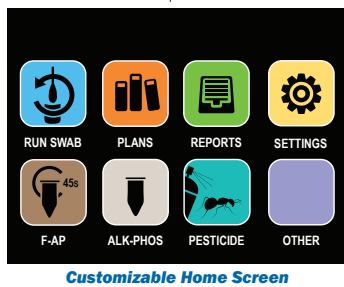 RUN SWAB PLANS REPORTS SETTINGS
45s
F-AP ALK-PHOS PESTICIDE OTHER
Customizable Home Screen